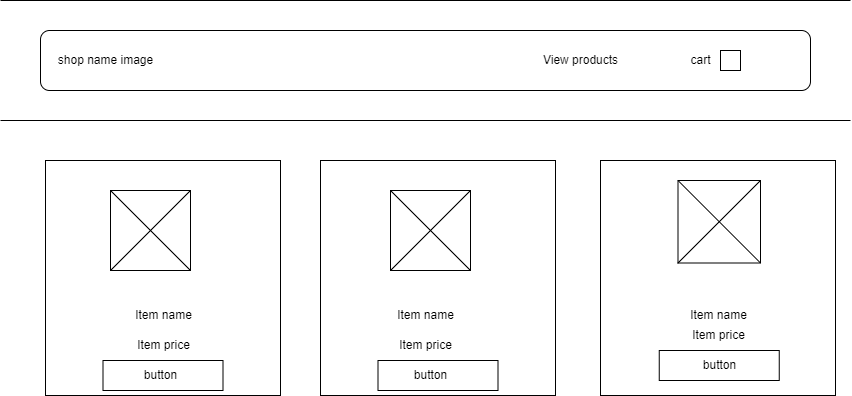 shop name image View products cart
Item name Item name Item name
Item price Item price Item price
button button button